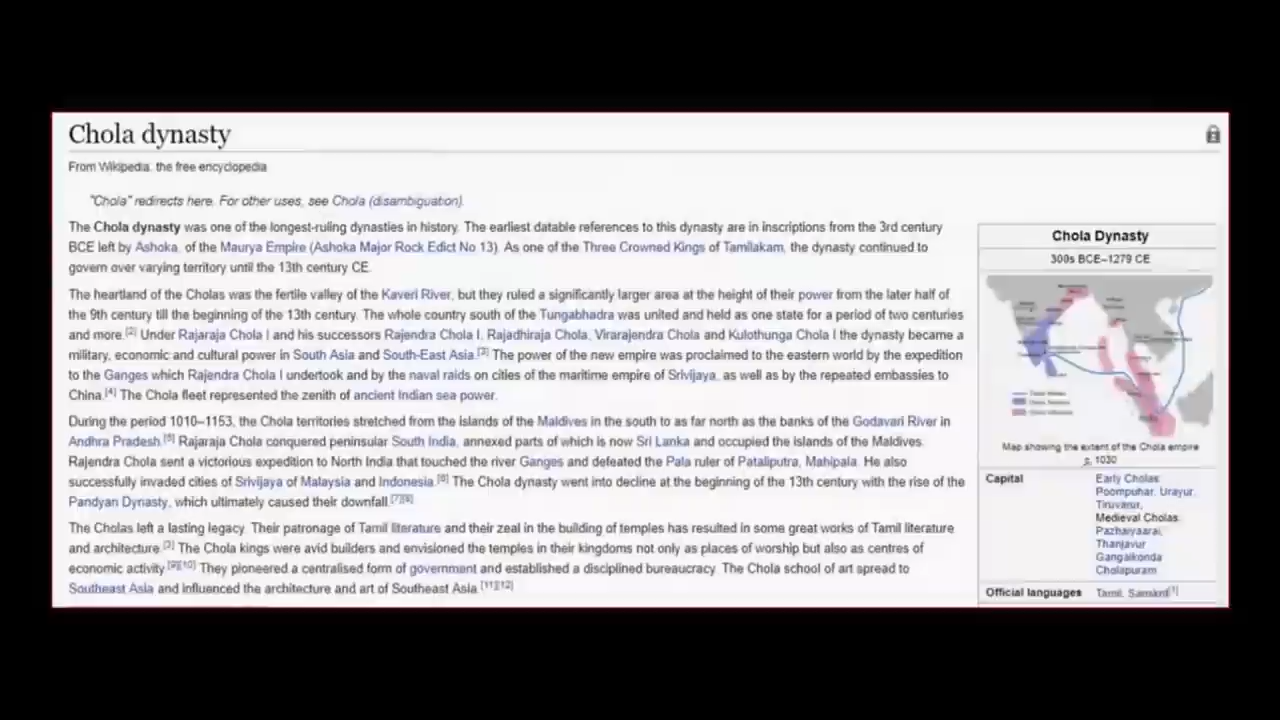 Chola dynasty
From Wikipedia, the free encyclopedia
"Chola" redirects here. For other uses, see Chola (disambiguation).
The Chola dynasty was one of the longest-ruling dynasties in history. The earliest datable references to this dynasty are in inscriptions from the 3rd century
BCE left by Ashoka, of the Maurya Empire (Ashoka Major Rock Edict No 13). As one of the Three Crowned Kings of Tamilakam, the dynasty continued to
govern over varying territory until the 13th century CE.
The heartland of the Cholas was the fertile valley of the Kaveri River, but they ruled a significantly larger area at the height of their power from the later half of
the 9th century till the beginning of the 13th century. The whole country south of the Tungabhadra was united and held as one state for a period of two centuries
and more.[2] Under Rajaraja Chola I and his successors Rajendra Chola I, Rajadhiraja Chola, Virarajendra Chola and Kulothunga Chola I the dynasty became a
military, economic and cultural power in South Asia and South-East Asia.[3] The power of the new empire was proclaimed to the eastern world by the expedition
to the Ganges which Rajendra Chola I undertook and by the naval raids on cities of the maritime empire of Srivijaya, as well as by the repeated embassies to
China.[4] The Chola fleet represented the zenith of ancient Indian sea power.
During the period 1010–1153, the Chola territories stretched from the islands of the Maldives in the south to as far north as the banks of the Godavari River in
Andhra Pradesh.[5] Rajaraja Chola conquered peninsular South India, annexed parts of which is now Sri Lanka and occupied the islands of the Maldives.
Rajendra Chola sent a victorious expedition to North India that touched the river Ganges and defeated the Pala ruler of Pataliputra, Mahipala. He also
successfully invaded cities of Srivijaya of Malaysia and Indonesia.[6] The Chola dynasty went into decline at the beginning of the 13th century with the rise of the
Pandyan Dynasty, which ultimately caused their downfall.[7][8]
The Cholas left a lasting legacy. Their patronage of Tamil literature and their zeal in the building of temples has resulted in some great works of Tamil literature
and architecture.[3] The Chola kings were avid builders and envisioned the temples in their kingdoms not only as places of worship but also as centres of
economic activity.[9][10] They pioneered a centralised form of government and established a disciplined bureaucracy. The Chola school of art spread to
Southeast Asia and influenced the architecture and art of Southeast Asia.[11][12]
Chola Dynasty
300s BCE–1279 CE
Map showing the extent of the Chola empire
c. 1030
Capital
Early Cholas:
Poompuhar, Urayur,
Tiruvarur,
Medieval Cholas:
Pazhaiyaarai,
Thanjavur
Gangaikonda
Cholapuram
Official languages Tamil, Sanskrit[1]